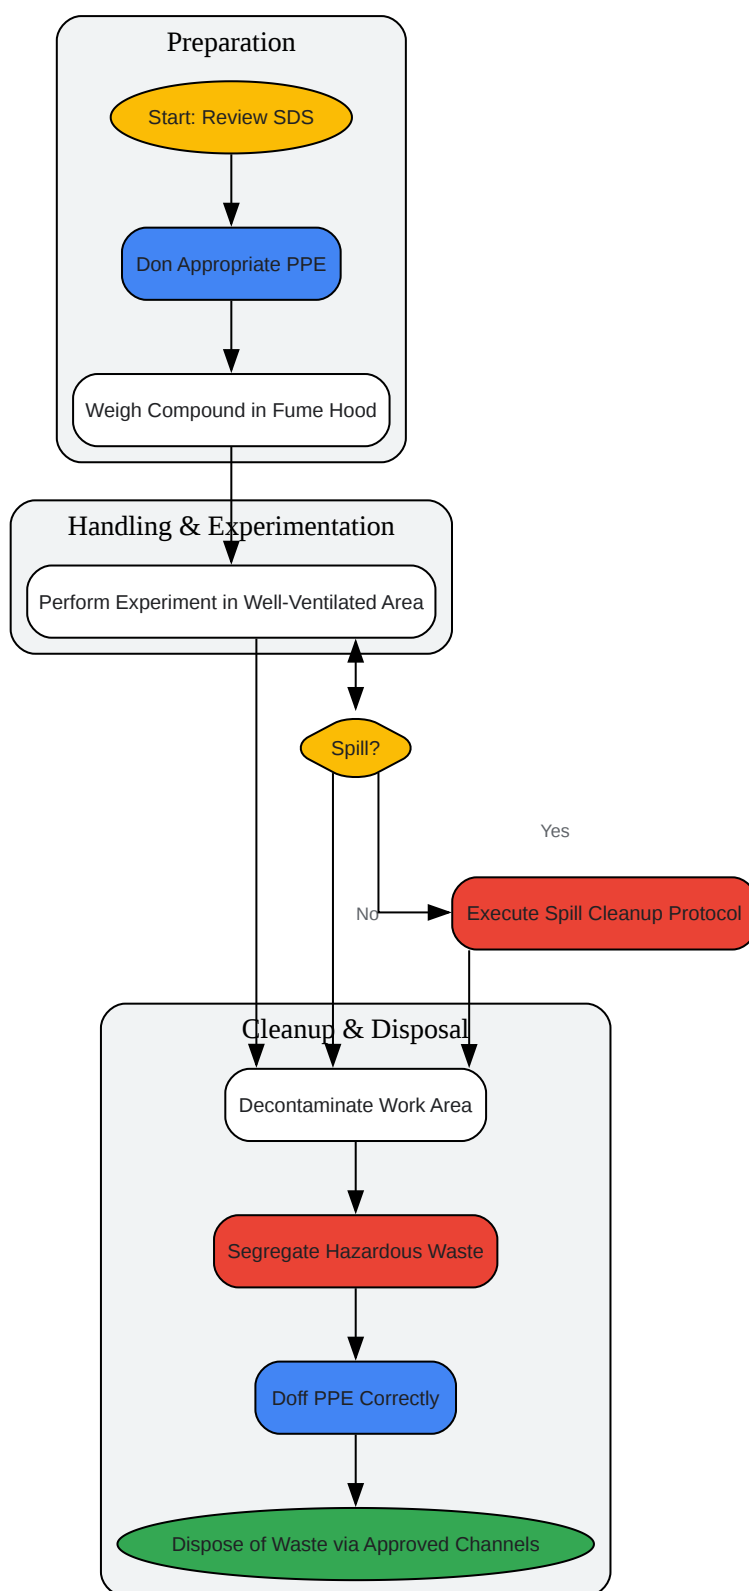 Preparation
Start: Review SDS
Don Appropriate PPE
Weigh Compound in Fume Hood
Handling & Experimentation
Perform Experiment in Well-Ventilated Area
Spill?
Yes
No
Execute Spill Cleanup Protocol
Cleanup & Disposal
Decontaminate Work Area
Segregate Hazardous Waste
Doff PPE Correctly
Dispose of Waste via Approved Channels